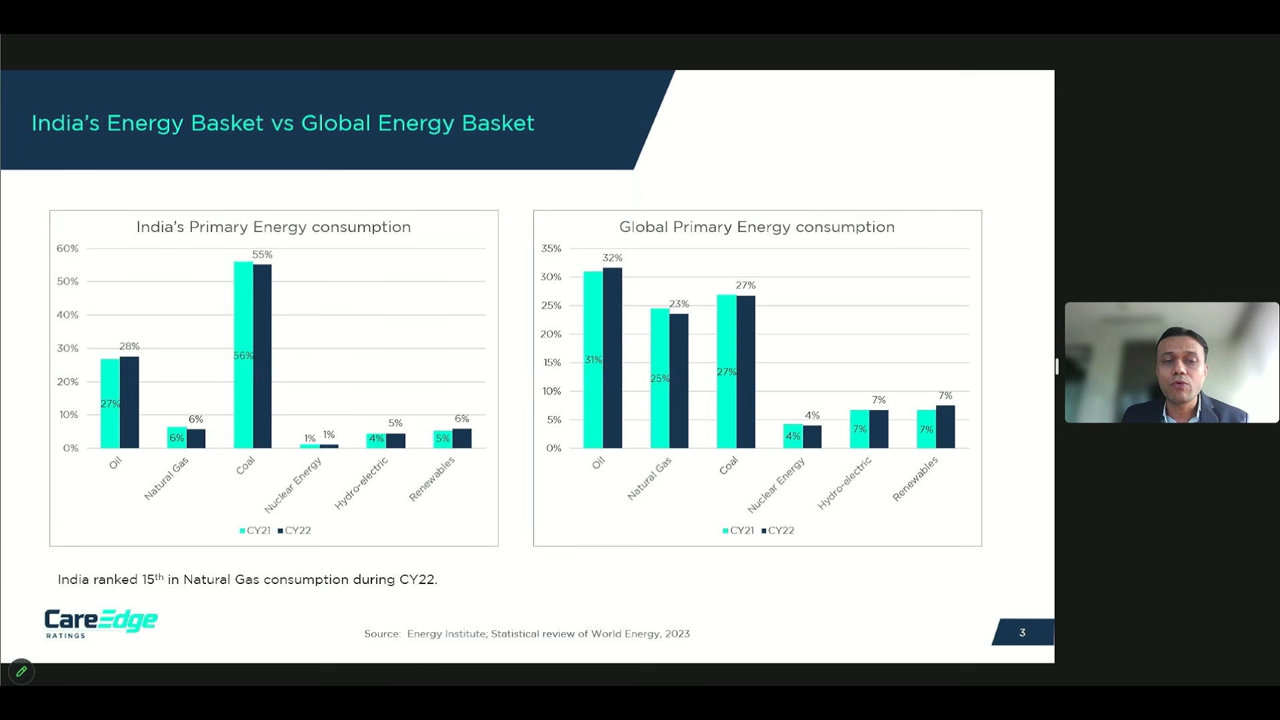 India's Energy Basket vs Global Energy Basket
India's Primary Energy consumption
60%
50%
40%
30%
20%
10%
0%
27%
28%
6%
6%
56%
55%
1%
1%
4%
5%
5%
6%
Oil
Natural Gas
Coal
Nuclear Energy
Hydro-electric
Renewables
CY21 CY22
Global Primary Energy consumption
35%
30%
25%
20%
15%
10%
5%
0%
31%
32%
25%
23%
27%
27%
4%
4%
7%
7%
7%
7%
Oil
Natural Gas
Coal
Nuclear Energy
Hydro-electric
Renewables
CY21 CY22
India ranked 15th in Natural Gas consumption during CY22.
CareEdge
RATINGS
Source: Energy Institute; Statistical review of World Energy, 2023
3